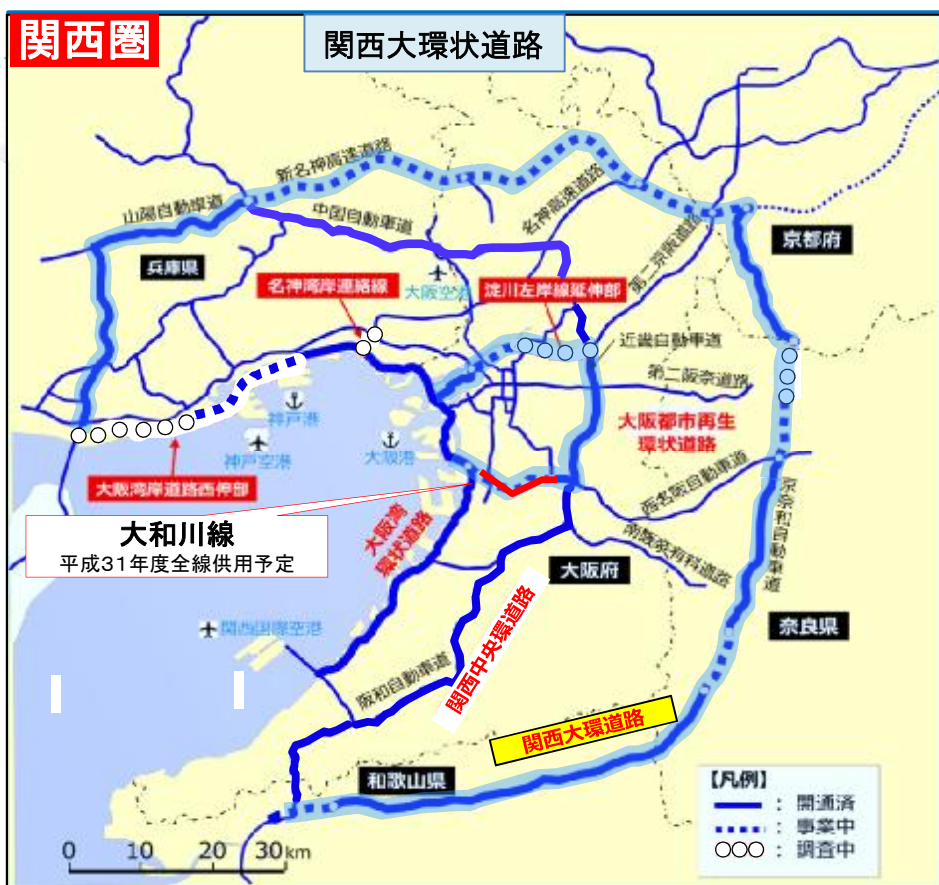 関西圏
関西大環状道路
新名神高速道路
山陽自動車道
中国自動車道
名神高速道路
第二京阪道路
京都府
兵庫県
名神湾岸連絡線
大阪空港
淀川左岸線延伸部
近畿自動車道
第二阪奈道路
神戸港
大阪都市再生
環状道路
神戸空港
大阪港
大阪湾岸道路西伸部
西名阪自動車道
京奈和自動車道
大和川線
平成31年度全線供用予定
大阪湾
環状道路
南阪奈有料道路
大阪府
関西国際空港
奈良県
関西中央環道路
阪和自動車道
関西大環道路
和歌山県
【凡例】
: 開通済
: 事業中
: 調査中
0 10 20 30km